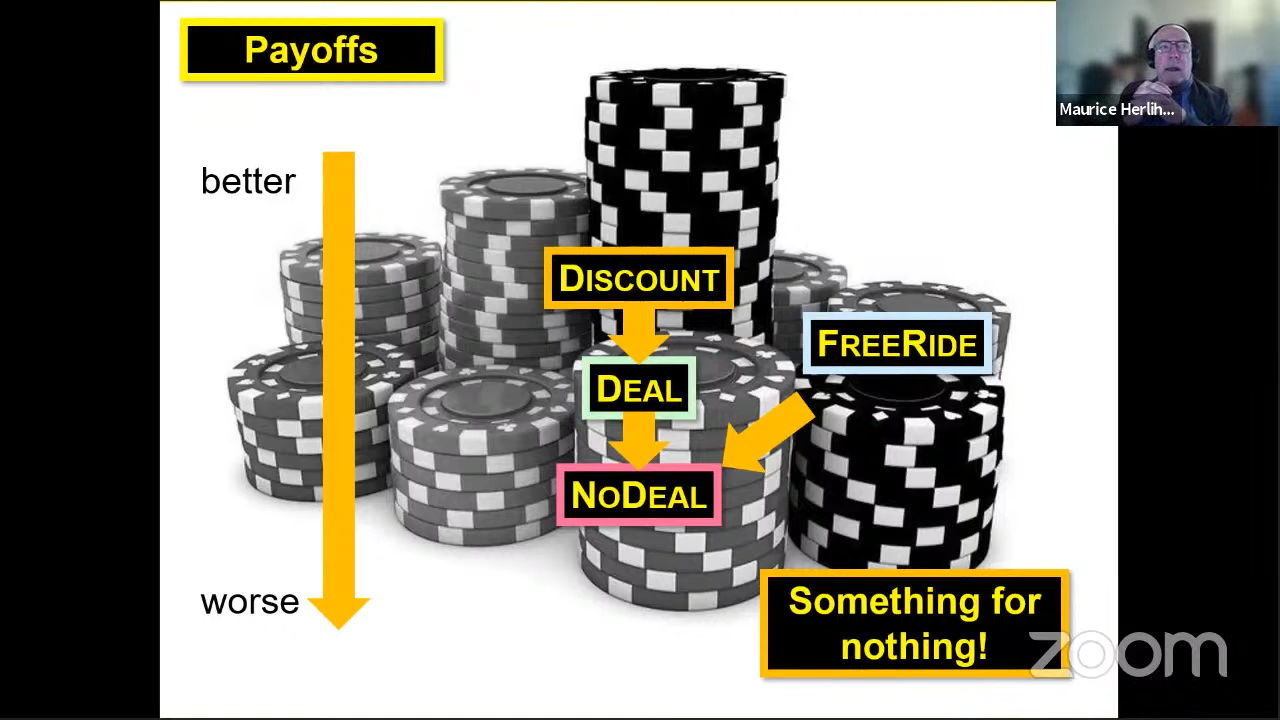 Payoffs
Maurice Herlih...
better
DISCOUNT
FREERIDE
DEAL
NODEAL
worse
Something for
nothing!
zoom